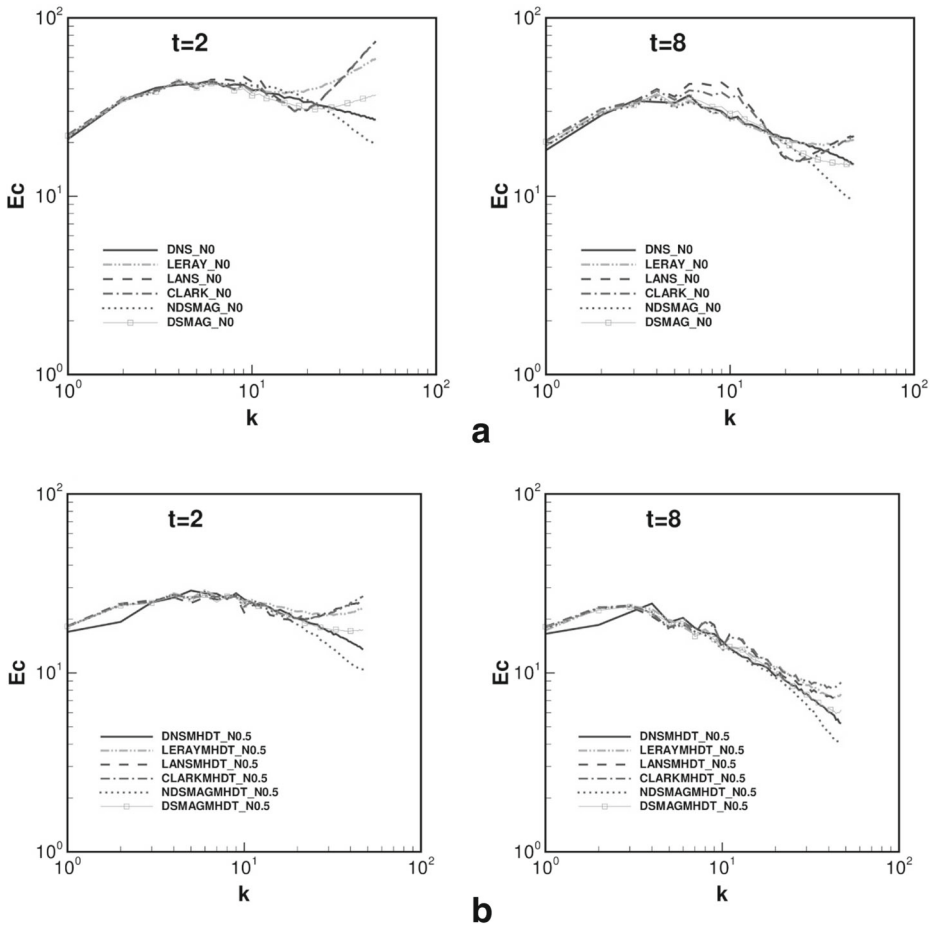 10²
t=2
Ec
10¹
DNS_N0
LERAY_N0
LANS_N0
CLARK_N0
NDSMAG_N0
DSMAG_N0
10⁰
10⁰
10¹
10²
k
10²
t=8
Ec
10¹
DNS_N0
LERAY_N0
LANS_N0
CLARK_N0
NDSMAG_N0
DSMAG_N0
10⁰
10⁰
10¹
10²
k
a
10²
t=2
Ec
10¹
DNSMHDT_N0.5
LERAYMHDT_N0.5
LANSMHDT_N0.5
CLARKMHDT_N0.5
NDSMAGMHDT_N0.5
DSMAGMHDT_N0.5
10⁰
10⁰
10¹
10²
k
10²
t=8
Ec
10¹
DNSMHDT_N0.5
LERAYMHDT_N0.5
LANSMHDT_N0.5
CLARKMHDT_N0.5
NDSMAGMHDT_N0.5
DSMAGMHDT_N0.5
10⁰
10⁰
10¹
10²
k
b